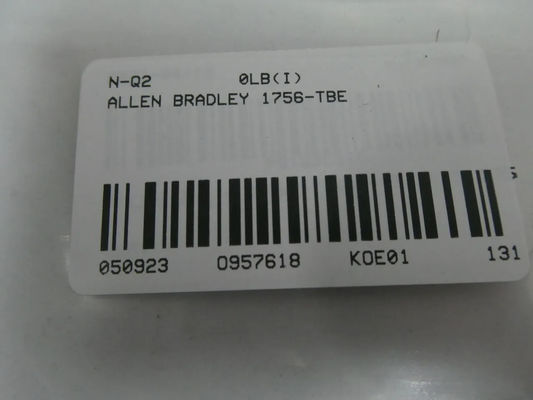 N-Q2 0LB(I)
ALLEN BRADLEY 1756-TBE
050923 0957618 KOE01 131